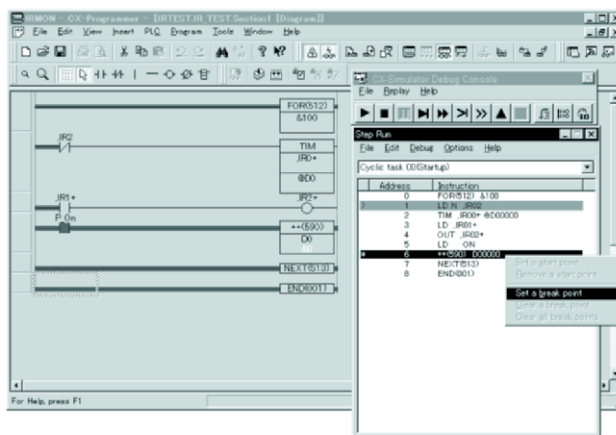 IRMON - CX-Programmer - [IRTEST.IR_TEST.Section1 [Diagram]]
File Edit View Insert PLC Program Tools Window Help
CX-Simulator Debug Console
File Replay Help
FOR(512)
&100
,IR2
TIM
,IR0+
@D0
,IR1+
,IR2+
P_On
++(590)
D0
NEXT(513)
END(001)
Step Run
File Edit Debug Options Help
Cyclic task 00(Startup)
Address Instruction
0 FOR(512) &100
1 LD N ,IR02
2 TIM ,IR00+ @D00000
3 LD ,IR01+
4 OUT ,IR02+
5 LD ON
6 ++(590) D00000
7 NEXT(513)
8 END(001)
Set a start point
Remove a start point
Set a break point
Clear a break point
Clear all break points
For Help, press F1